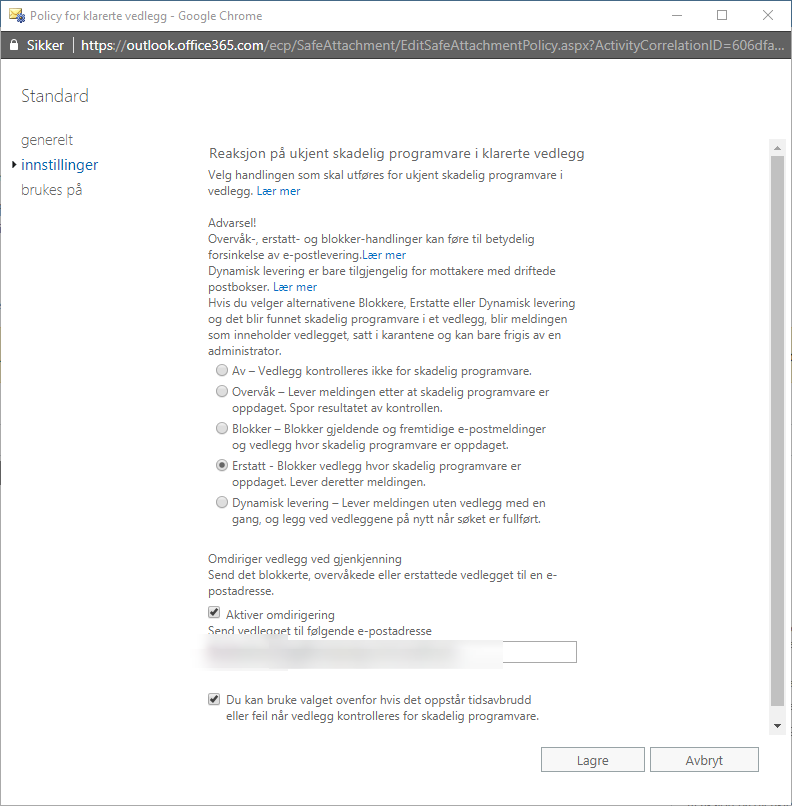 Policy for klarerte vedlegg - Google Chrome
Sikker | https://outlook.office365.com/ecp/SafeAttachment/EditSafeAttachmentPolicy.aspx?ActivityCorrelationID=606dfa...
Standard
generelt
innstillinger
brukes på
Reaksjon på ukjent skadelig programvare i klarerte vedlegg
Velg handlingen som skal utføres for ukjent skadelig programvare i
vedlegg. Lær mer
Advarsel!
Overvåk-, erstatt- og blokker-handlinger kan føre til betydelig
forsinkelse av e-postlevering.Lær mer
Dynamisk levering er bare tilgjengelig for mottakere med driftede
postbokser. Lær mer
Hvis du velger alternativene Blokkere, Erstatte eller Dynamisk levering
og det blir funnet skadelig programvare i et vedlegg, blir meldingen
som inneholder vedlegget, satt i karantene og kan bare frigis av en
administrator.
Av – Vedlegg kontrolleres ikke for skadelig programvare.
Overvåk – Lever meldingen etter at skadelig programvare er
oppdaget. Spor resultatet av kontrollen.
Blokker – Blokker gjeldende og fremtidige e-postmeldinger
og vedlegg hvor skadelig programvare er oppdaget.
Erstatt - Blokker vedlegg hvor skadelig programvare er
oppdaget. Lever deretter meldingen.
Dynamisk levering – Lever meldingen uten vedlegg med en
gang, og legg ved vedleggene på nytt når søket er fullført.
Omdiriger vedlegg ved gjenkjenning
Send det blokkerte, overvåkede eller erstattede vedlegget til en e-
postadresse.
Aktiver omdirigering
Send vedlegget til følgende e-postadresse
Du kan bruke valget ovenfor hvis det oppstår tidsavbrudd
eller feil når vedlegg kontrolleres for skadelig programvare.
Lagre
Avbryt